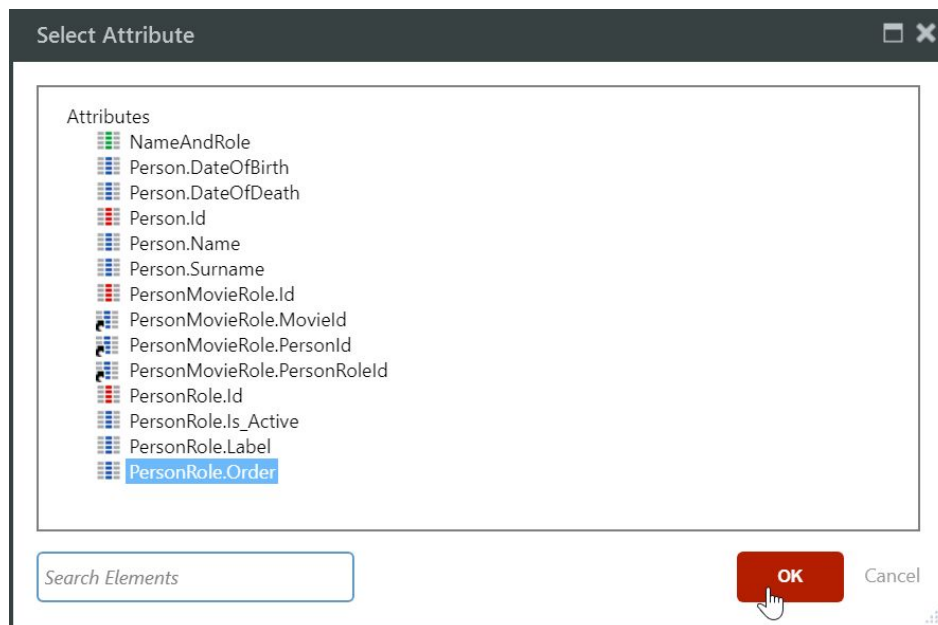 Select Attribute
Attributes
NameAndRole
Person.DateOfBirth
Person.DateOfDeath
Person.Id
Person.Name
Person.Surname
PersonMovieRole.Id
PersonMovieRole.MovieId
PersonMovieRole.PersonId
PersonMovieRole.PersonRoleId
PersonRole.Id
PersonRole.Is_Active
PersonRole.Label
PersonRole.Order
Search Elements
OK
Cancel